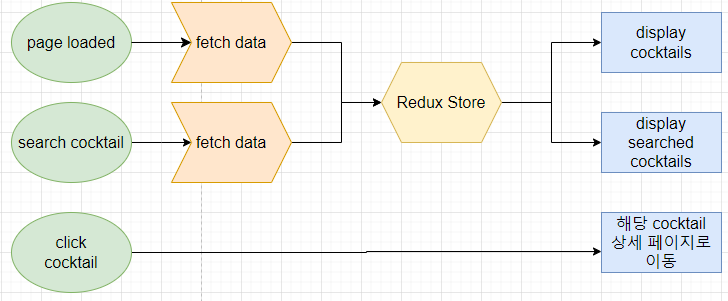 page loaded
fetch data
search cocktail
fetch data
Redux Store
display
cocktails
display
searched
cocktails
click
cocktail
해당 cocktail
상세 페이지로
이동